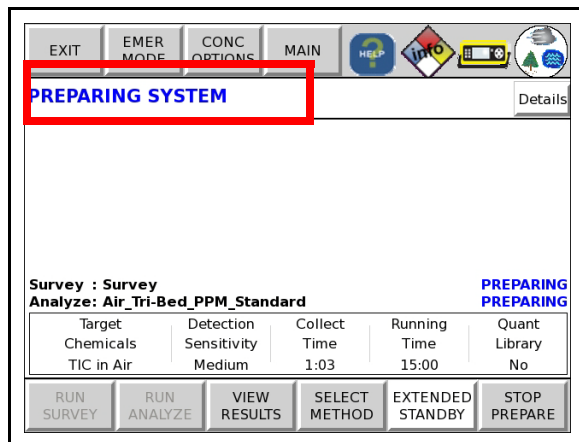 EXIT
EMER
MODE
CONC
OPTIONS
MAIN
HELP
info
PREPARING SYSTEM
Details
Survey : Survey PREPARING
Analyze: Air_Tri-Bed_PPM_Standard PREPARING
Target Detection Collect Running Quant
Chemicals Sensitivity Time Time Library
TIC in Air Medium 1:03 15:00 No
RUN
SURVEY
RUN
ANALYZE
VIEW
RESULTS
SELECT
METHOD
EXTENDED
STANDBY
STOP
PREPARE